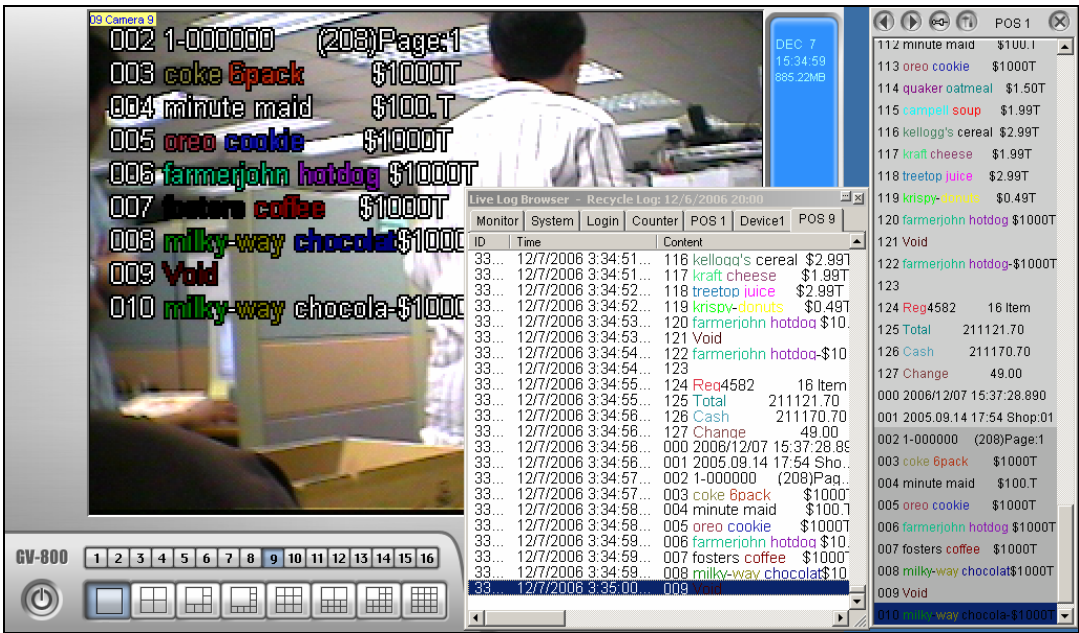 09 Camera 9
002 1-000000 (208)Page:1
003 coke 6pack $1000T
004 minute maid $100.T
005 oreo cookie $1000T
006 farmerjohn hotdog $1000T
007 fosters coffee $1000T
008 milky-way chocolat$1000
009 Void
010 milky-way chocola-$1000
DEC 7
15:34:59
885.22MB
Live Log Browser - Recycle Log: 12/6/2006 20:00
Monitor System Login Counter POS 1 Device1 POS 9
ID Time Content
33... 12/7/2006 3:34:51... 116 kellogg's cereal $2.99T
33... 12/7/2006 3:34:51... 117 kraft cheese $1.99T
33... 12/7/2006 3:34:52... 118 treetop juice $2.99T
33... 12/7/2006 3:34:52... 119 krispy-donuts $0.49T
33... 12/7/2006 3:34:53... 120 farmerjohn hotdog $10.
33... 12/7/2006 3:34:53... 121 Void
33... 12/7/2006 3:34:54... 122 farmerjohn hotdog-$10
33... 12/7/2006 3:34:54... 123
33... 12/7/2006 3:34:55... 124 Reg4582 16 Item
33... 12/7/2006 3:34:55... 125 Total 211121.70
33... 12/7/2006 3:34:56... 126 Cash 211170.70
33... 12/7/2006 3:34:56... 127 Change 49.00
33... 12/7/2006 3:34:56... 000 2006/12/07 15:37:28.89
33... 12/7/2006 3:34:56... 001 2005.09.14 17:54 Sho...
33... 12/7/2006 3:34:57... 002 1-000000 (208)Pag...
33... 12/7/2006 3:34:57... 003 coke 6pack $1000T
33... 12/7/2006 3:34:58... 004 minute maid $100.T
33... 12/7/2006 3:34:58... 005 oreo cookie $1000T
33... 12/7/2006 3:34:59... 006 farmerjohn hotdog $10.
33... 12/7/2006 3:34:59... 007 fosters coffee $1000T
33... 12/7/2006 3:34:59... 008 milky-way chocolat$10
33... 12/7/2006 3:35:00... 009 Void
POS 1
112 minute maid $100.T
113 oreo cookie $1000T
114 quaker oatmeal $1.50T
115 campell soup $1.99T
116 kellogg's cereal $2.99T
117 kraft cheese $1.99T
118 treetop juice $2.99T
119 krispy-donuts $0.49T
120 farmerjohn hotdog $1000T
121 Void
122 farmerjohn hotdog-$1000T
123
124 Reg4582 16 Item
125 Total 211121.70
126 Cash 211170.70
127 Change 49.00
000 2006/12/07 15:37:28.890
001 2005.09.14 17:54 Shop:01
002 1-000000 (208)Page:1
003 coke 6pack $1000T
004 minute maid $100.T
005 oreo cookie $1000T
006 farmerjohn hotdog $1000T
007 fosters coffee $1000T
008 milky-way chocolat$1000T
009 Void
010 milky-way chocola-$1000T
GV-800
1 2 3 4 5 6 7 8 9 10 11 12 13 14 15 16